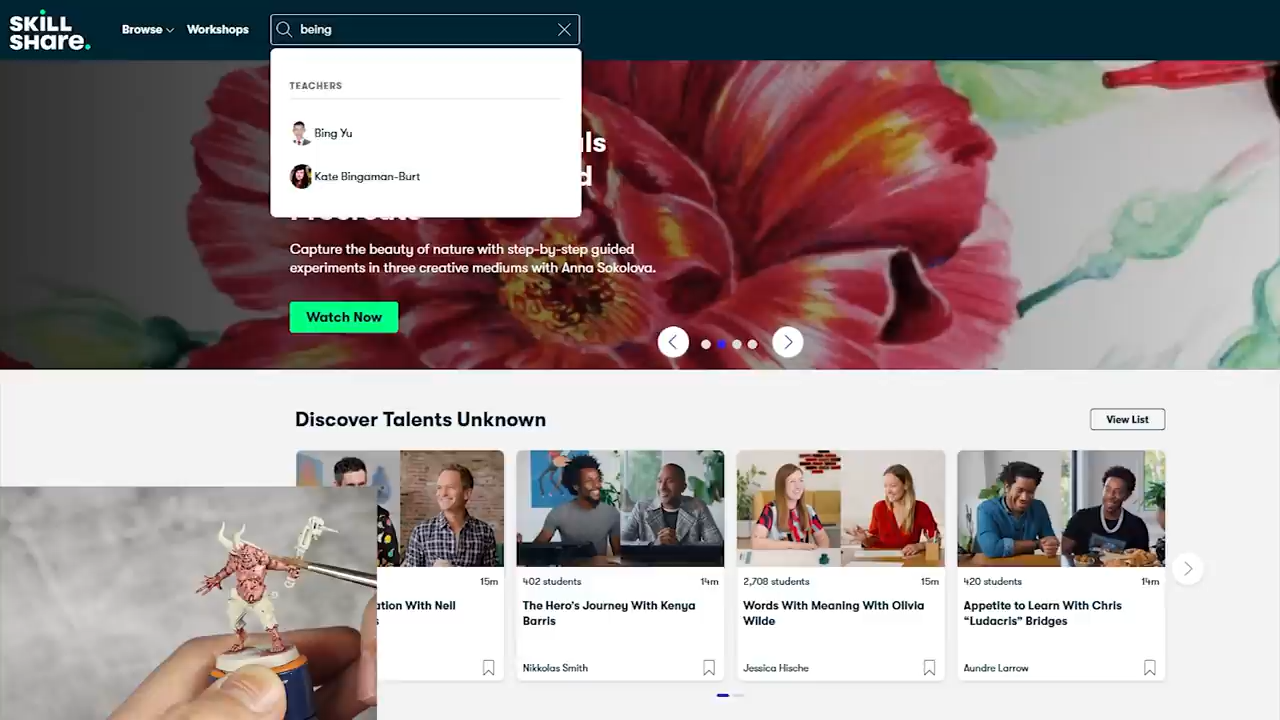 SKILL
SHare.
Browse
Workshops
being
TEACHERS
Bing Yu
Kate Bingaman-Burt
Capture the beauty of nature with step-by-step guided
experiments in three creative mediums with Anna Sokolova.
Watch Now
Discover Talents Unknown
View List
15m
ation With Neil
402 students
14m
The Hero's Journey With Kenya
Barris
Nikkolas Smith
2,708 students
15m
Words With Meaning With Olivia
Wilde
Jessica Hische
420 students
14m
Appetite to Learn With Chris
"Ludacris" Bridges
Aundre Larrow